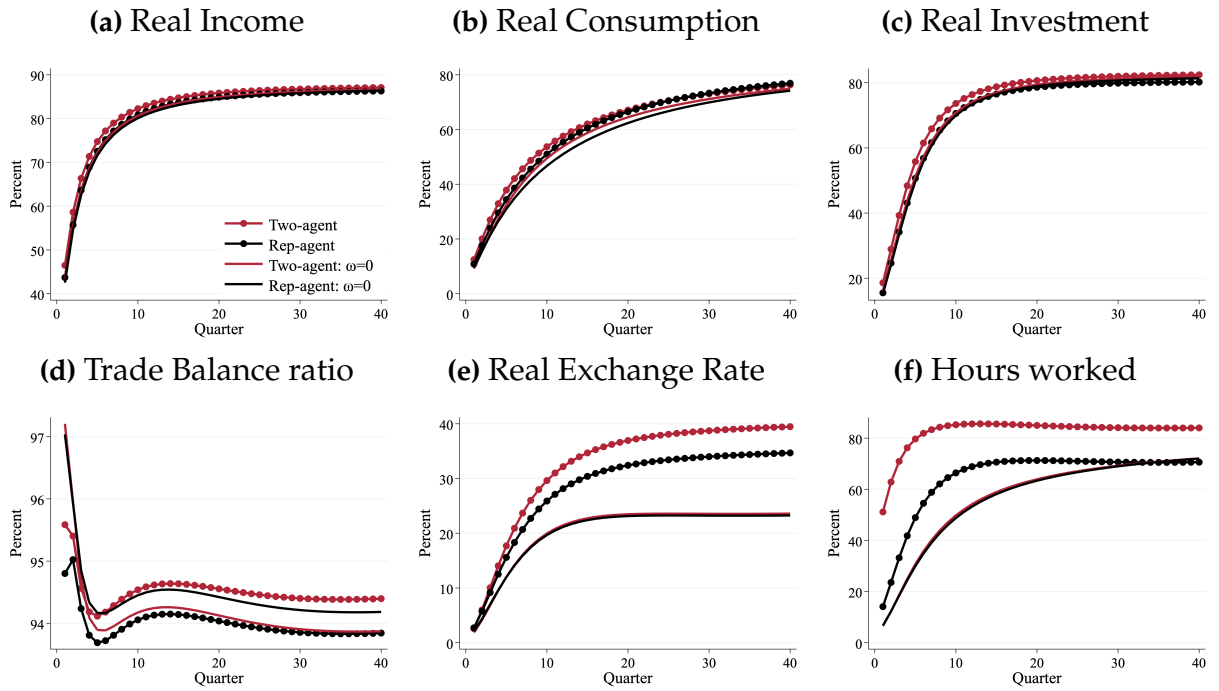 (a) Real Income
(b) Real Consumption
(c) Real Investment
90
80
70
60
50
40
Percent
0
10
20
30
40
Quarter
Two-agent
Rep-agent
Two-agent: ω=0
Rep-agent: ω=0
80
60
40
20
0
Percent
0
10
20
30
40
Quarter
80
60
40
20
Percent
0
10
20
30
40
Quarter
(d) Trade Balance ratio
(e) Real Exchange Rate
(f) Hours worked
97
96
95
94
Percent
0
10
20
30
40
Quarter
40
30
20
10
0
Percent
0
10
20
30
40
Quarter
80
60
40
20
0
Percent
0
10
20
30
40
Quarter